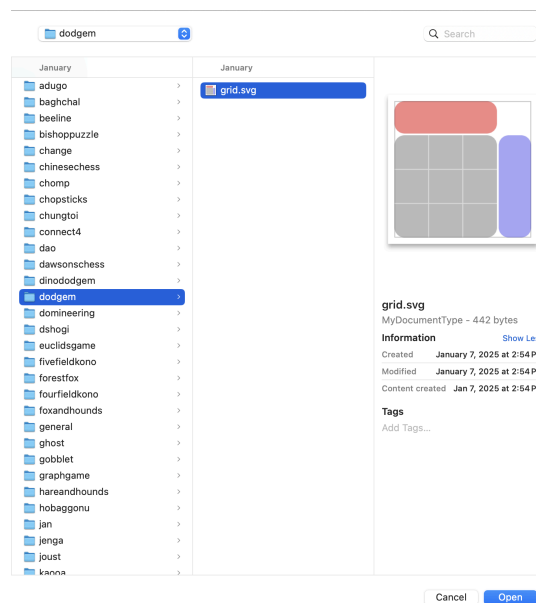 dodgem
Search
January
adugo
baghchal
beeline
bishoppuzzle
change
chinesechess
chomp
chopsticks
chungtoi
connect4
dao
dawsonschess
dinododgem
dodgem
domineering
dshogi
euclidsgame
fivefieldkono
forestfox
fourfieldkono
foxandhounds
general
ghost
gobblet
graphgame
hareandhounds
hobaggonu
jan
jenga
joust
January
grid.svg
grid.svg
MyDocumentType - 442 bytes
Information Show Le
Created January 7, 2025 at 2:54 P
Modified January 7, 2025 at 2:54 P
Content created Jan 7, 2025 at 2:54 P
Tags
Add Tags...
Cancel Open